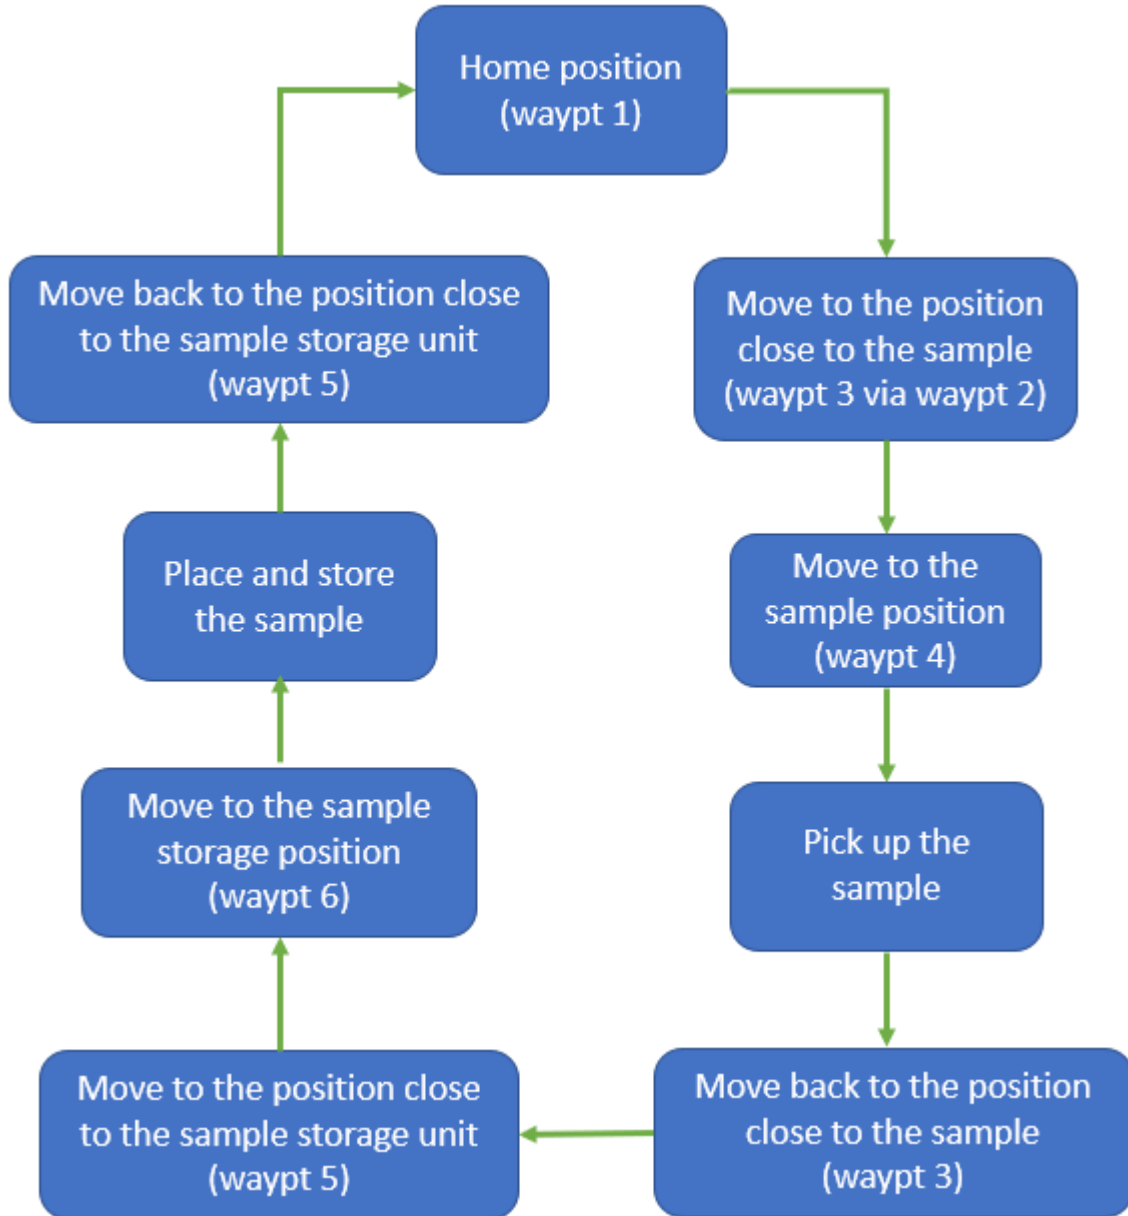 Home position
(waypt 1)
Move to the position
close to the sample
(waypt 3 via waypt 2)
Move to the
sample position
(waypt 4)
Pick up the
sample
Move back to the position
close to the sample
(waypt 3)
Move to the position close
to the sample storage unit
(waypt 5)
Move to the sample
storage position
(waypt 6)
Place and store
the sample
Move back to the position close
to the sample storage unit
(waypt 5)